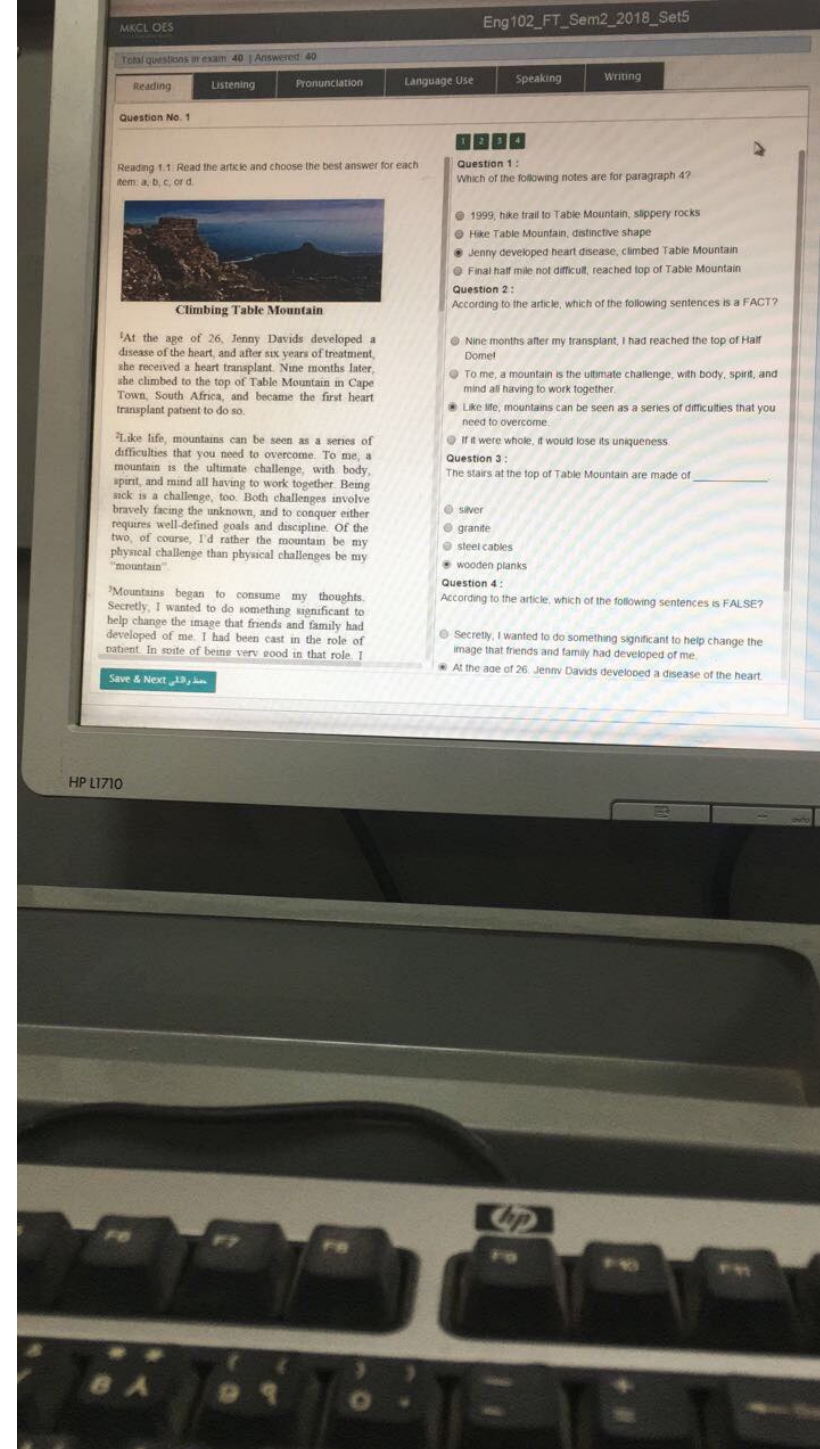 MKCL OES
Eng102_FT_Sem2_2018_Set5
Total questions in exam: 40 | Answered: 40
Reading
Listening
Pronunciation
Language Use
Speaking
Writing
Question No. 1
Reading 1.1: Read the article and choose the best answer for each
item: a, b, c, or d.
Climbing Table Mountain
1At the age of 26, Jenny Davids developed a
disease of the heart, and after six years of treatment,
she received a heart transplant. Nine months later,
she climbed to the top of Table Mountain in Cape
Town, South Africa, and became the first heart
transplant patient to do so.
2Like life, mountains can be seen as a series of
difficulties that you need to overcome. To me, a
mountain is the ultimate challenge, with body,
spirit, and mind all having to work together. Being
sick is a challenge, too. Both challenges involve
bravely facing the unknown, and to conquer either
requires well-defined goals and discipline. Of the
two, of course, I'd rather the mountain be my
physical challenge than physical challenges be my
"mountain".
3Mountains began to consume my thoughts.
Secretly, I wanted to do something significant to
help change the image that friends and family had
developed of me. I had been cast in the role of
patient. In spite of being very good in that role, I
Save & Next حفظ والتالي
1 2 3 4
Question 1 :
Which of the following notes are for paragraph 4?
1999, hike trail to Table Mountain, slippery rocks
Hike Table Mountain, distinctive shape
Jenny developed heart disease, climbed Table Mountain
Final half mile not difficult, reached top of Table Mountain
Question 2 :
According to the article, which of the following sentences is a FACT?
Nine months after my transplant, I had reached the top of Half
Dome!
To me, a mountain is the ultimate challenge, with body, spirit, and
mind all having to work together.
Like life, mountains can be seen as a series of difficulties that you
need to overcome.
If it were whole, it would lose its uniqueness.
Question 3 :
The stairs at the top of Table Mountain are made of ____________.
silver
granite
steel cables
wooden planks
Question 4 :
According to the article, which of the following sentences is FALSE?
Secretly, I wanted to do something significant to help change the
image that friends and family had developed of me.
At the age of 26, Jenny Davids developed a disease of the heart.
HP L1710
hp
F6
F7
F8
F9
F10
F11
8 ٨
9 ٩
( (
) )
0 ٠
+
=